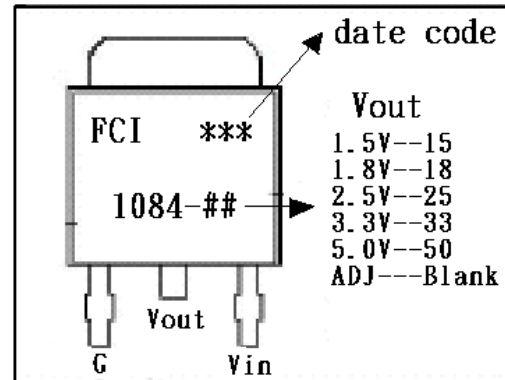 date code
FCI ***
Vout
1.5V--15
1.8V--18
1084-##
2.5V--25
3.3V--33
5.0V--50
ADJ---Blank
Vout
G Vin